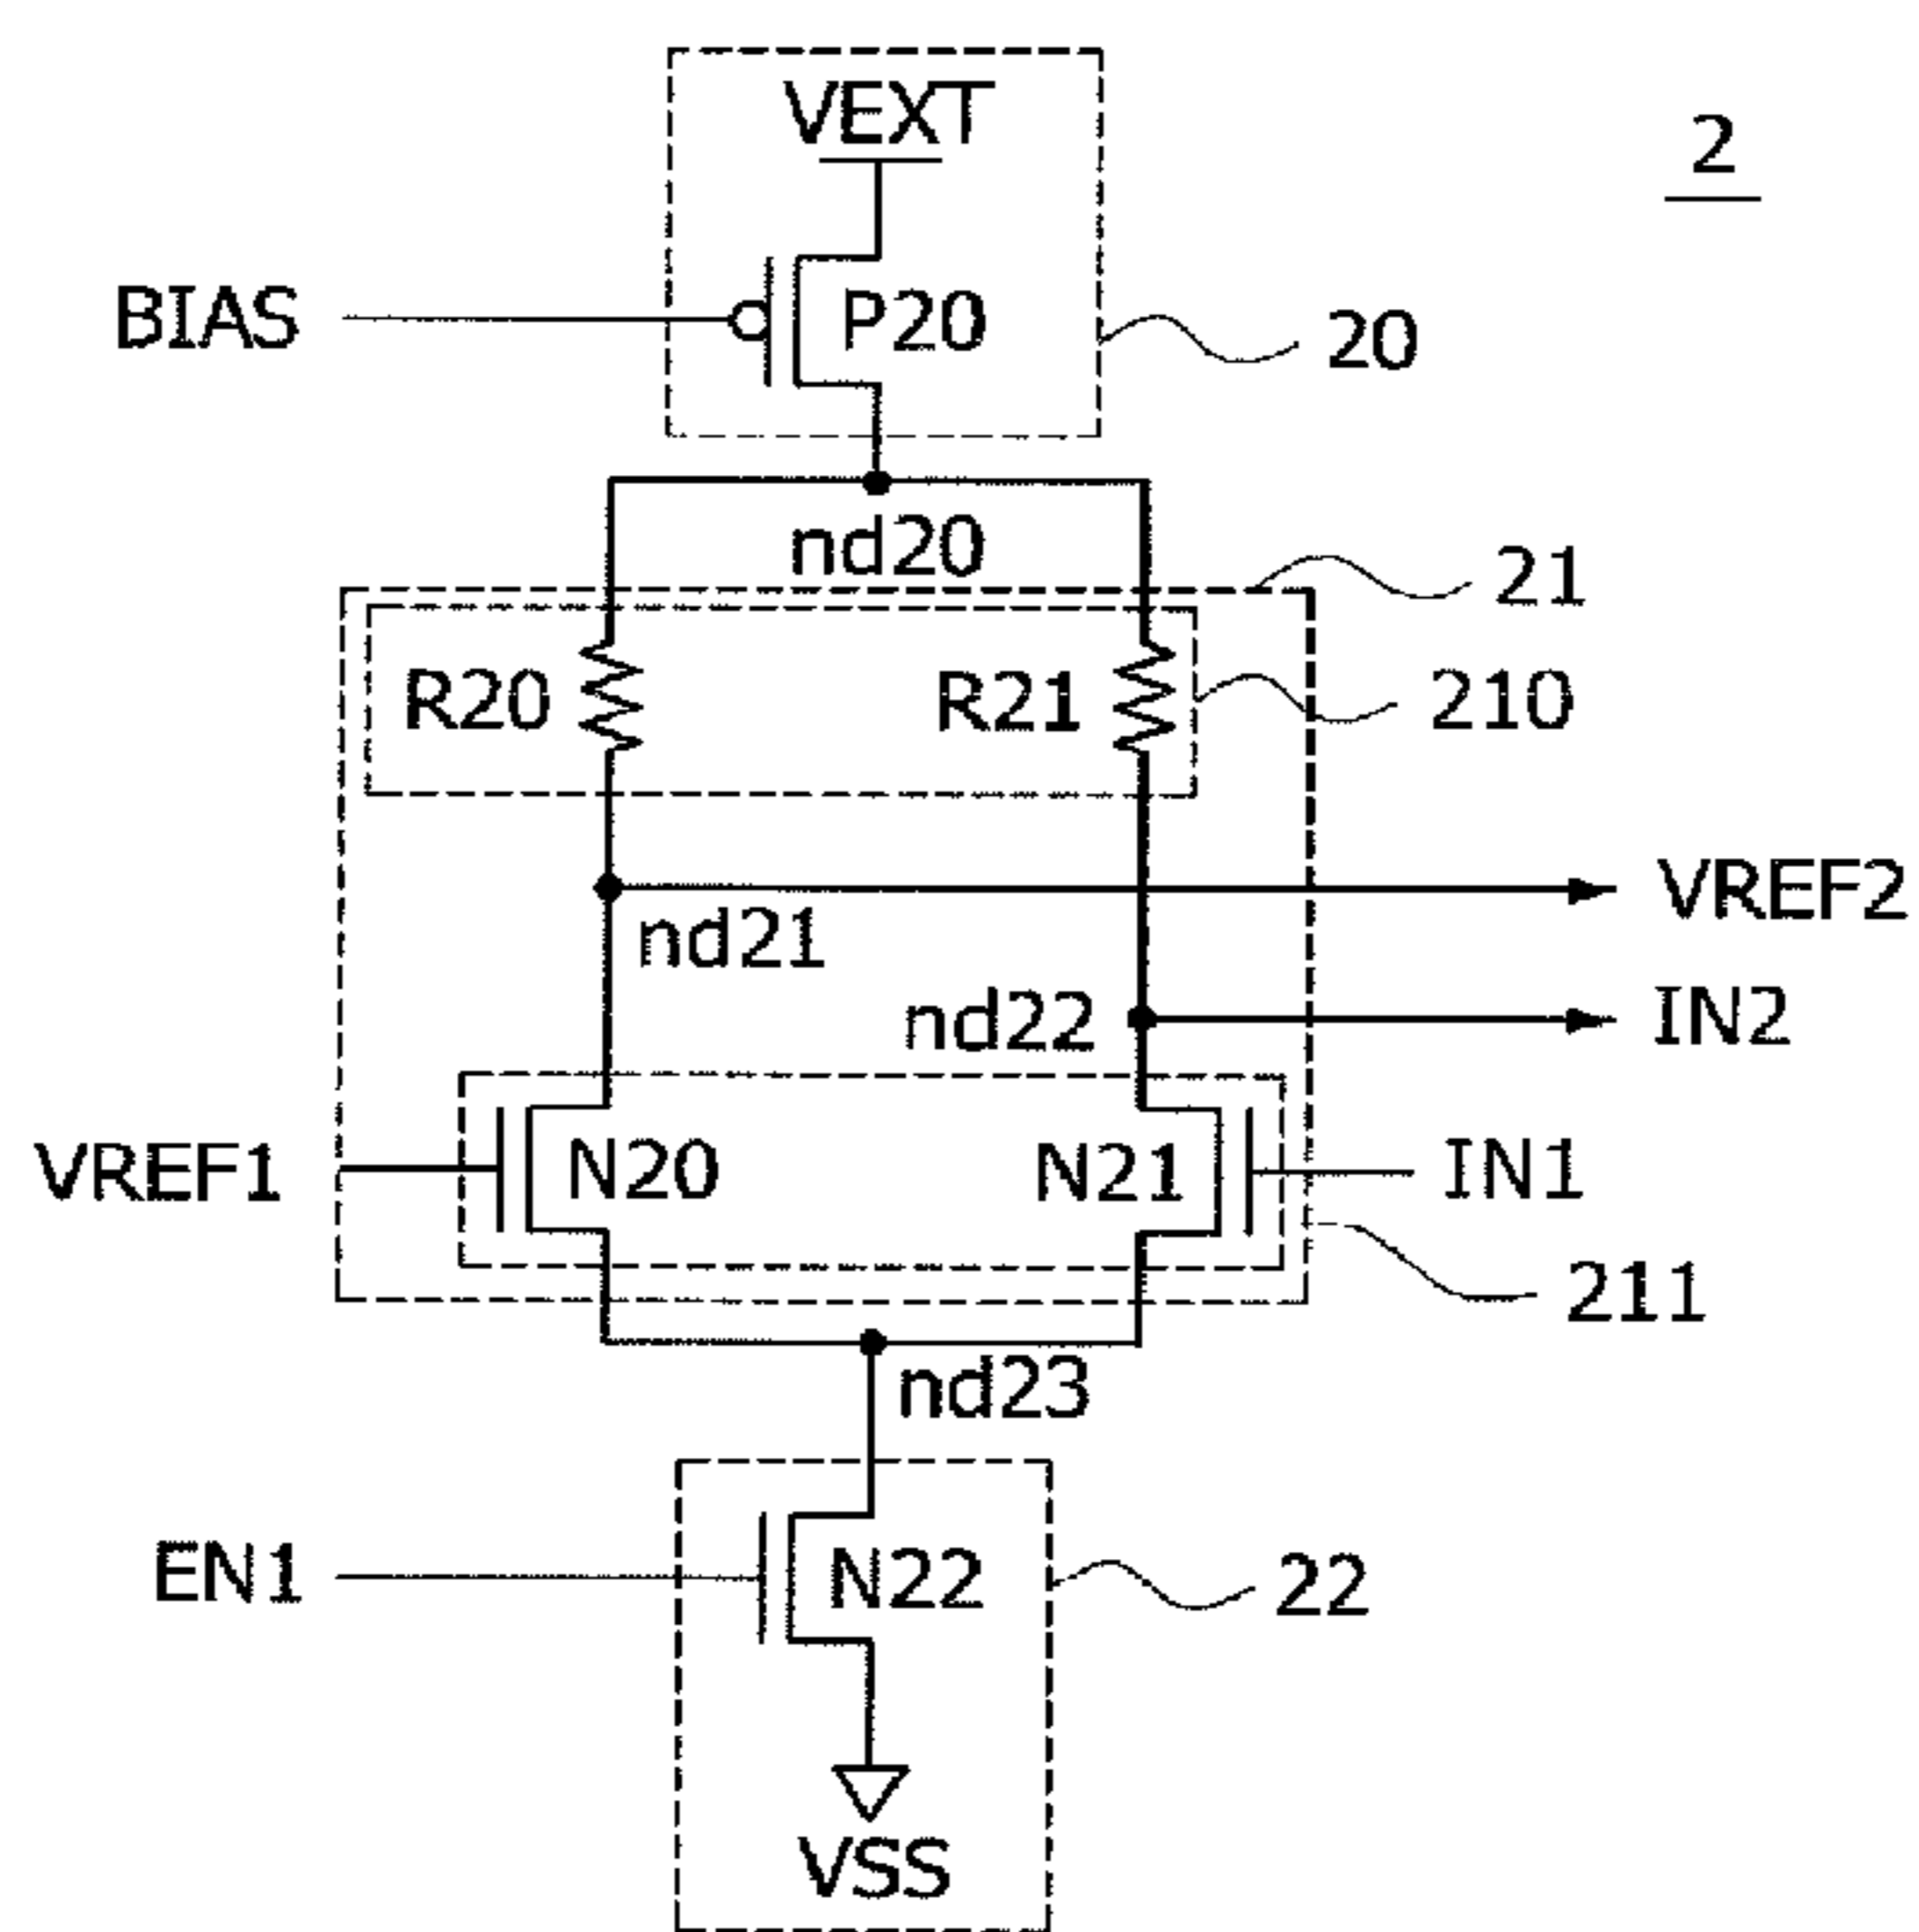 VEXT
2
BIAS
P20
20
nd20
21
R20
R21
210
VREF2
nd21
nd22
IN2
VREF1
N20
N21
IN1
211
nd23
EN1
N22
22
VSS